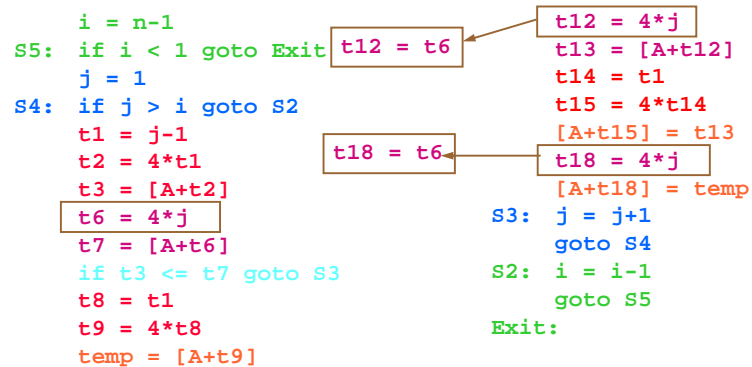 i = n-1
S5: if i < 1 goto Exit
j = 1
S4: if j > i goto S2
t1 = j-1
t2 = 4*t1
t3 = [A+t2]
t6 = 4*j
t7 = [A+t6]
if t3 <= t7 goto S3
t8 = t1
t9 = 4*t8
temp = [A+t9]
t12 = t6
t18 = t6
t12 = 4*j
t13 = [A+t12]
t14 = t1
t15 = 4*t14
[A+t15] = t13
t18 = 4*j
[A+t18] = temp
S3: j = j+1
goto S4
S2: i = i-1
goto S5
Exit: